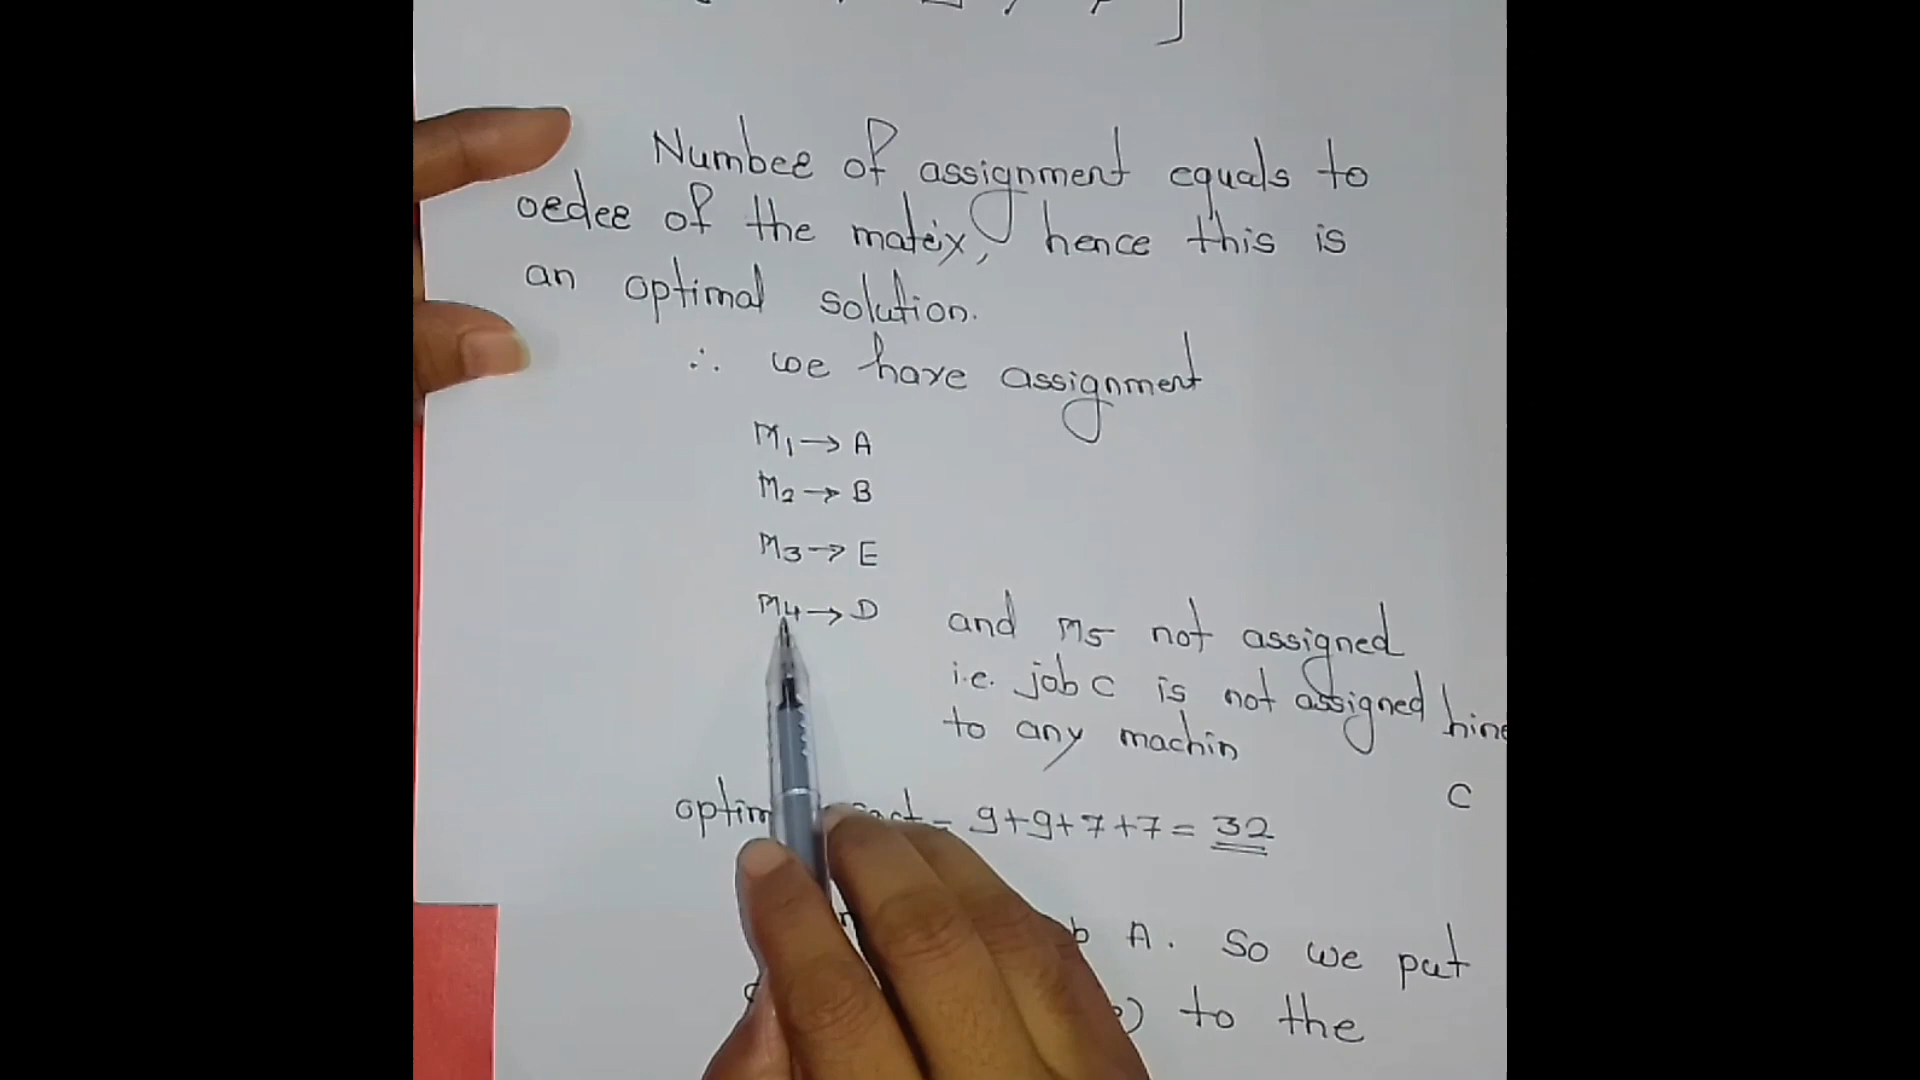 Number of assignment equals to
order of the matrix, hence this is
an optimal solution.
∴ we have assignment
M1 → A
M2 → B
M3 → E
M4 → D and M5 not assigned
i.e. job C is not assigned
to any machin
C
9+9+7+7 = 32
A. So we put
to the